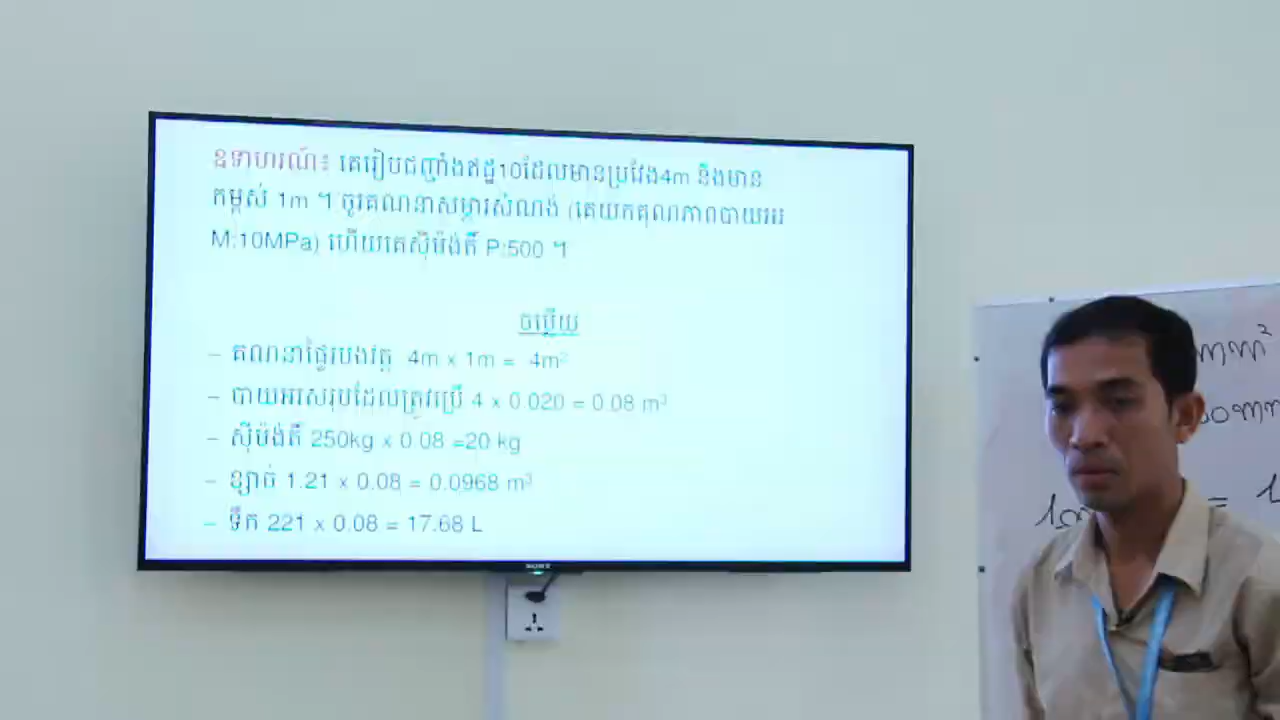 ឧទាហរណ៍៖ គេរៀបជញ្ជាំងឥដ្ឋ10ដែលមានប្រវែង4m និងមាន
កម្ពស់ 1m ។ ចូរគណនាសម្ភារសំណង់ (គេយកគុណភាពបាយអរ
M:10MPa) ហើយគេស៊ីម៉ង់តិ៍ P:500 ។
ចម្លើយ
– គណនាផ្ទៃរបងវត្ត 4m x 1m = 4m²
– បាយអរសរុបដែលត្រូវប្រើ 4 x 0.020 = 0.08 m³
– ស៊ីម៉ង់តិ៍ 250kg x 0.08 =20 kg
– ខ្សាច់ 1.21 x 0.08 = 0.0968 m³
– ទឹក 221 x 0.08 = 17.68 L
SONY